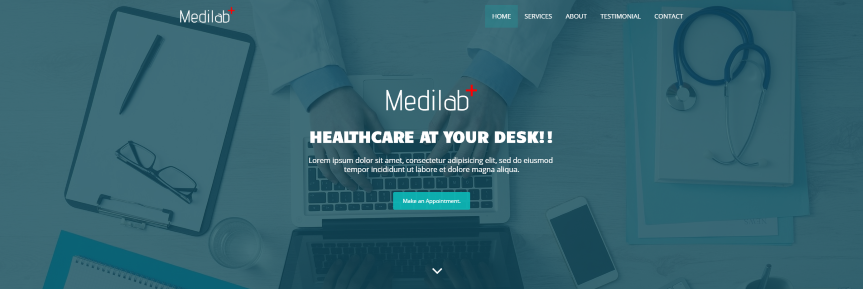 Medilab
HOME SERVICES ABOUT TESTIMONIAL CONTACT
Medilab
HEALTHCARE AT YOUR DESK!!
Lorem ipsum dolor sit amet, consectetur adipisicing elit, sed do eiusmod
tempor incididunt ut labore et dolore magna aliqua.
Make an Appointment.